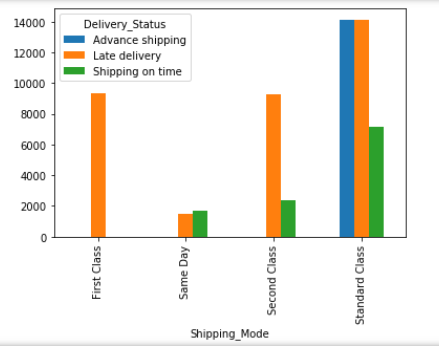 Delivery_Status
Advance shipping
Late delivery
Shipping on time
14000
12000
10000
8000
6000
4000
2000
0
First Class
Same Day
Second Class
Standard Class
Shipping_Mode